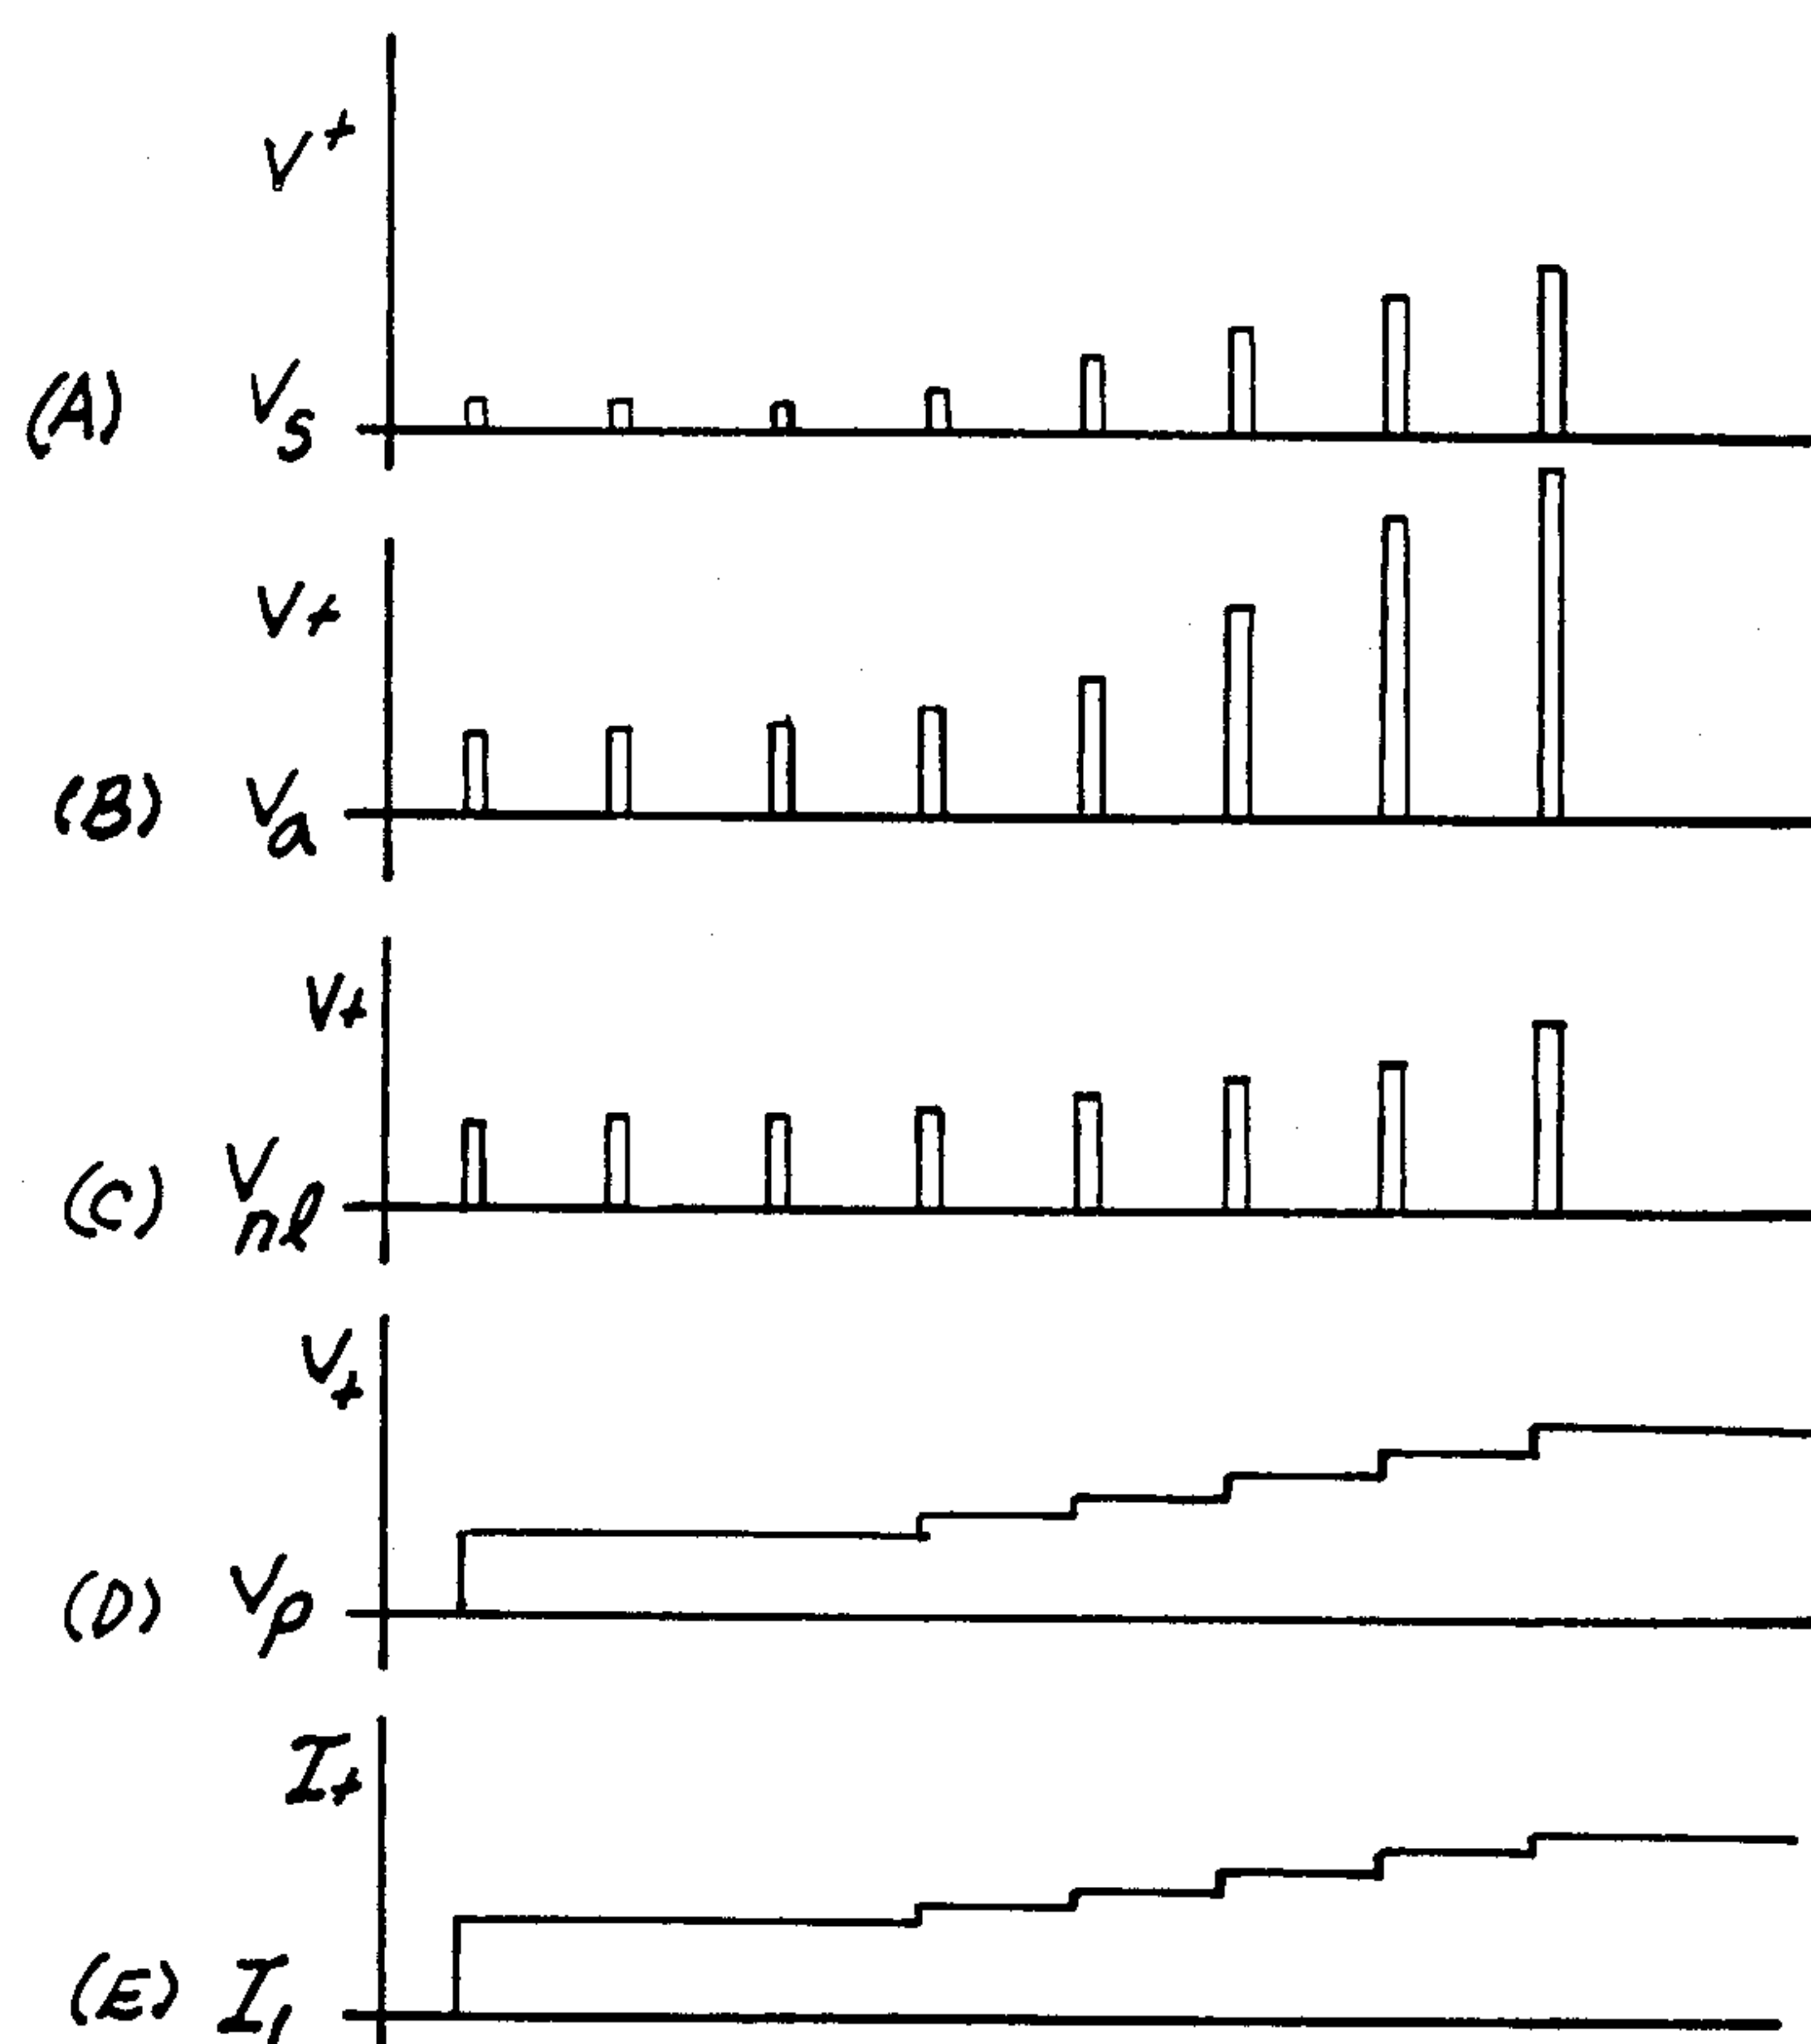 V+
(A) Vs
V+
(B) Va
V+
(C) Vnl
V+
(D) Vp
I+
(E) I1